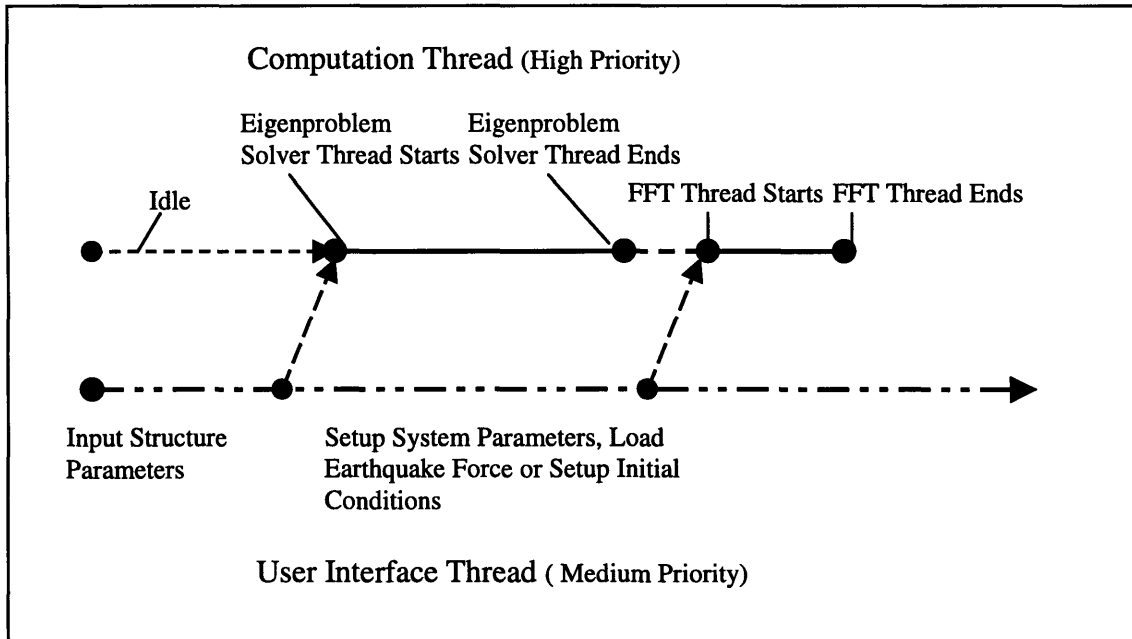 Computation Thread (High Priority)
Eigenproblem
Solver Thread Starts
Eigenproblem
Solver Thread Ends
FFT Thread Starts
FFT Thread Ends
Idle
Input Structure
Parameters
Setup System Parameters, Load
Earthquake Force or Setup Initial
Conditions
User Interface Thread ( Medium Priority)